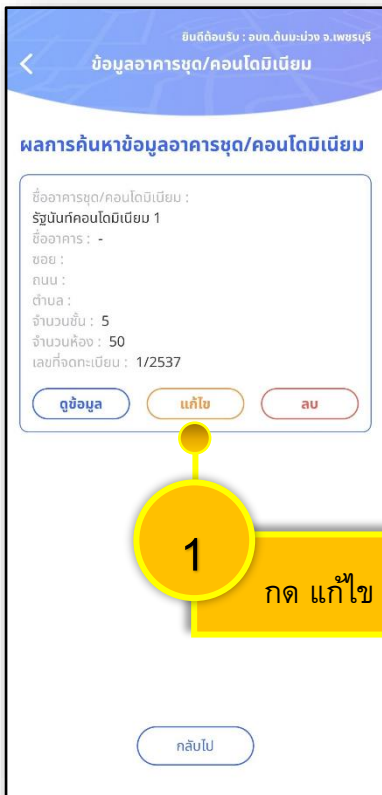 ยินดีต้อนรับ : อบต.ต้นมะม่วง จ.เพชรบุรี
ข้อมูลอาคารชุด/คอนโดมิเนียม
ผลการค้นหาข้อมูลอาคารชุด/คอนโดมิเนียม
ชื่ออาคารชุด/คอนโดมิเนียม :
รัฐนันท์คอนโดมิเนียม 1
ชื่ออาคาร : -
ซอย :
ถนน :
ตำบล :
จำนวนชั้น : 5
จำนวนห้อง : 50
เลขที่จดทะเบียน : 1/2537
ดูข้อมูล แก้ไข ลบ
1
กด แก้ไข
กลับไป